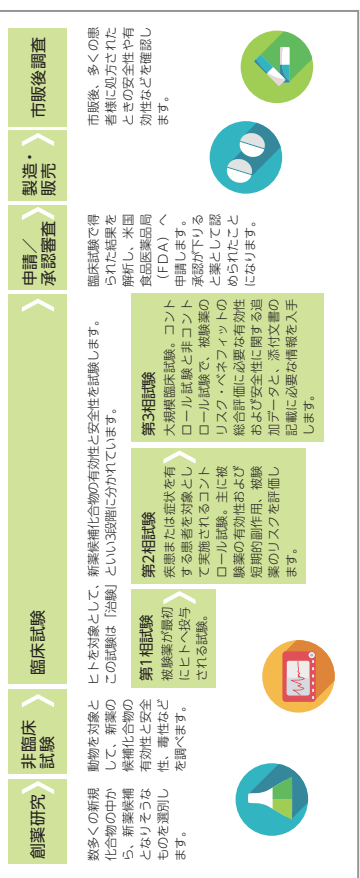 創薬研究
数多くの新規
化合物の中か
ら、新薬候補
となりそうな
ものを選別し
ます。
非臨床
試験
動物を対象と
して、新薬の
候補化合物の
有効性と安全
性、毒性など
を調べます。
臨床試験
ヒトを対象として、新薬候補化合物の有効性と安全性を試験します。
この試験は「治験」といい3段階に分かれています。
第1相試験
被験薬が最初
にヒトへ投与
される試験。
第2相試験
疾患または症状を有
する患者を対象とし
て実施されるコント
ロール試験。主に被
験薬の有効性および
短期的副作用、被験
薬のリスクを評価し
ます。
第3相試験
大規模臨床試験。コント
ロール試験と非コント
ロール試験で、被験薬の
リスク・ベネフィットの
総合評価に必要な有効性
および安全性に関する追
加データと、添付文書の
記載に必要な情報を入手
します。
申請/
承認審査
臨床試験で得
られた結果を
解析し、米国
食品医薬品局
(FDA)へ
申請します。
承認が下りる
と薬として認
められたこと
になります。
製造・
販売
市販後調査
市販後、多くの患
者様に処方された
ときの安全性や有
効性などを確認し
ます。